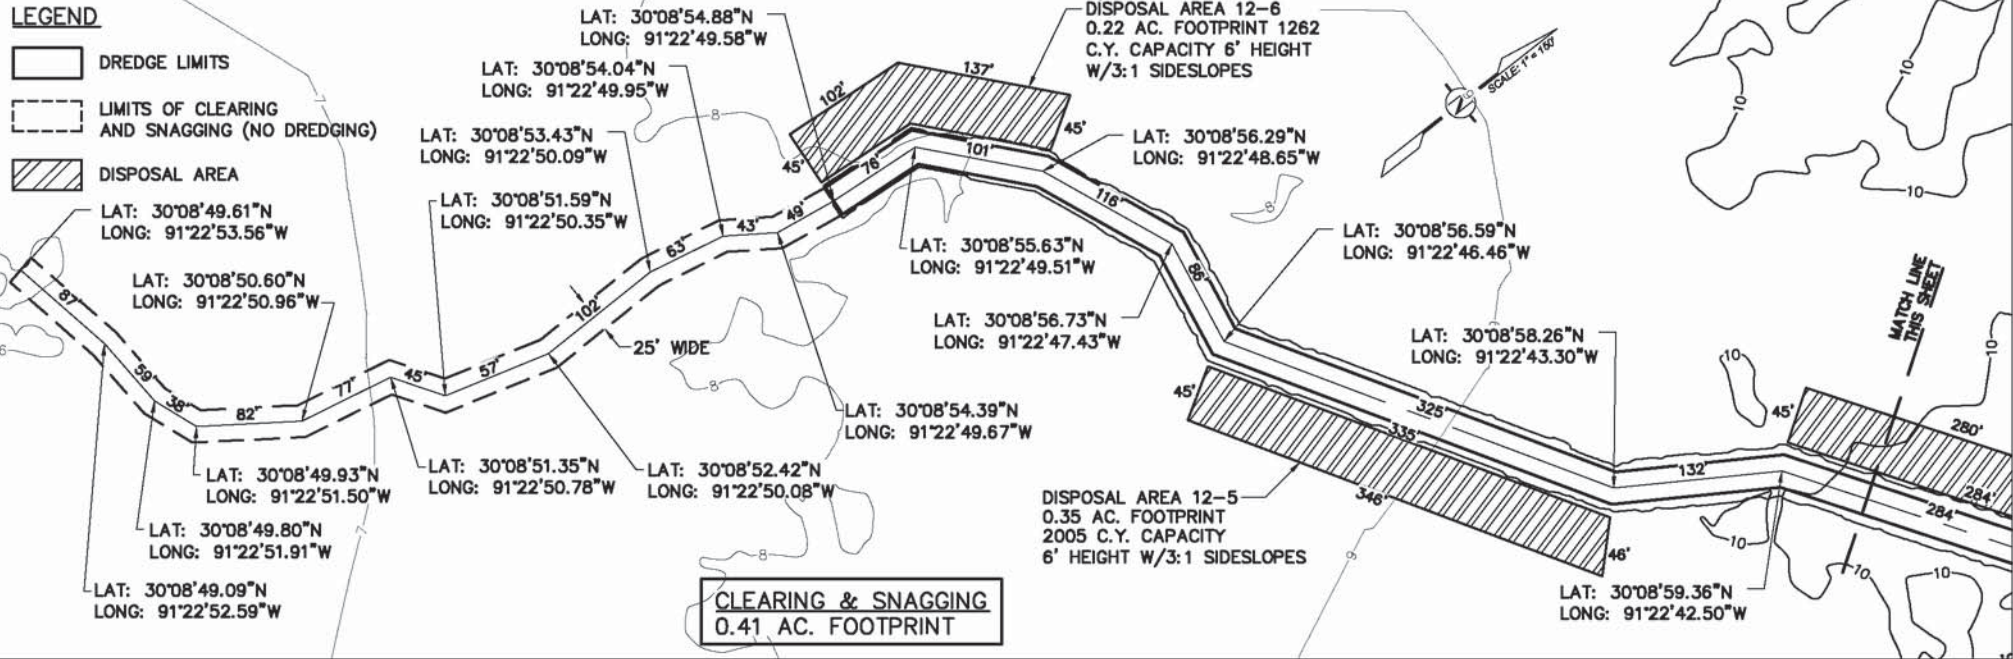 LEGEND
DREDGE LIMITS
LIMITS OF CLEARING
AND SNAGGING (NO DREDGING)
DISPOSAL AREA
LAT: 30°08'54.88"N
LONG: 91°22'49.58"W
LAT: 30°08'54.04"N
LONG: 91°22'49.95"W
LAT: 30°08'53.43"N
LONG: 91°22'50.09"W
LAT: 30°08'51.59"N
LONG: 91°22'50.35"W
LAT: 30°08'49.61"N
LONG: 91°22'53.56"W
LAT: 30°08'50.60"N
LONG: 91°22'50.96"W
DISPOSAL AREA 12-6
0.22 AC. FOOTPRINT 1262
C.Y. CAPACITY 6' HEIGHT
W/3:1 SIDESLOPES
SCALE: 1" = 150'
N
LAT: 30°08'56.29"N
LONG: 91°22'48.65"W
LAT: 30°08'55.63"N
LONG: 91°22'49.51"W
LAT: 30°08'56.59"N
LONG: 91°22'46.46"W
LAT: 30°08'56.73"N
LONG: 91°22'47.43"W
LAT: 30°08'58.26"N
LONG: 91°22'43.30"W
MATCH LINE
THIS SHEET
87'
59'
38'
82'
77'
45'
57'
102'
63'
43'
49'
76'
101'
116'
86'
325'
335'
346'
132'
284'
284'
280'
45'
102'
137'
45'
45'
46'
45'
25' WIDE
LAT: 30°08'54.39"N
LONG: 91°22'49.67"W
LAT: 30°08'49.93"N
LONG: 91°22'51.50"W
LAT: 30°08'51.35"N
LONG: 91°22'50.78"W
LAT: 30°08'52.42"N
LONG: 91°22'50.08"W
LAT: 30°08'49.80"N
LONG: 91°22'51.91"W
LAT: 30°08'49.09"N
LONG: 91°22'52.59"W
DISPOSAL AREA 12-5
0.35 AC. FOOTPRINT
2005 C.Y. CAPACITY
6' HEIGHT W/3:1 SIDESLOPES
LAT: 30°08'59.36"N
LONG: 91°22'42.50"W
CLEARING & SNAGGING
0.41 AC. FOOTPRINT
6
7
7
8
8
8
8
9
10
10
10
10
10
10
10
10
10